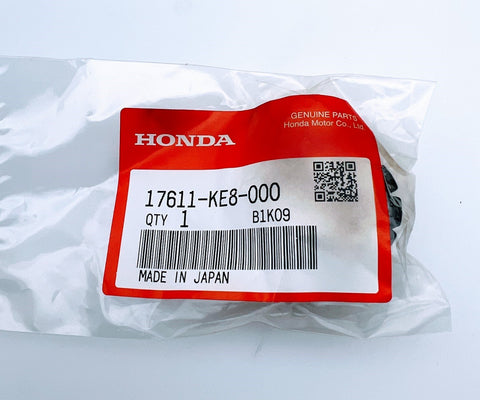 GENUINE PARTS
Honda Motor Co., Ltd.
HONDA
17611-KE8-000
QTY 1 B1K09
MADE IN JAPAN